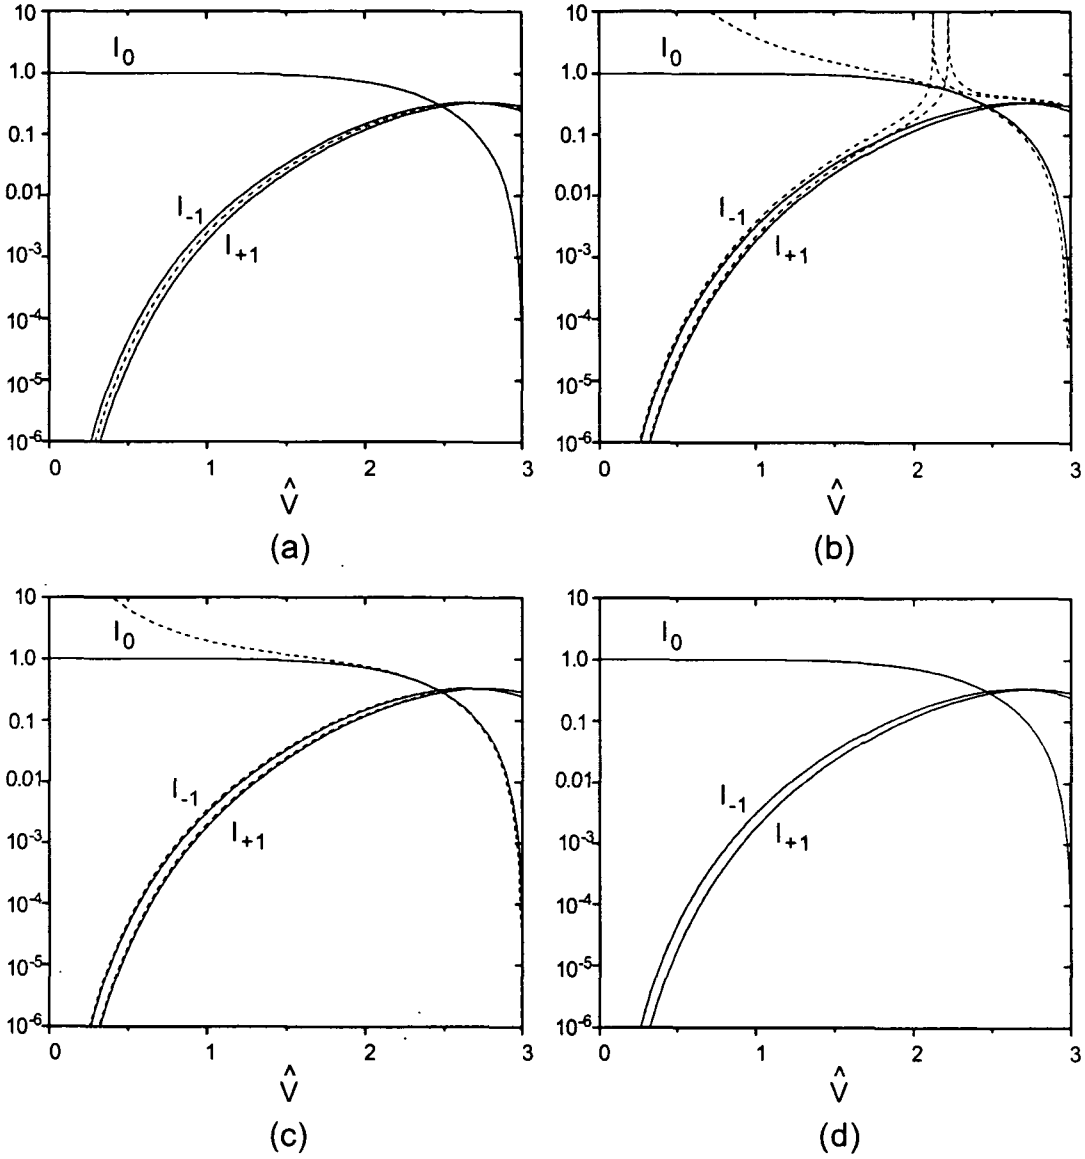 10
1.0
0.1
0.01
10⁻³
10⁻⁴
10⁻⁵
10⁻⁶
I₀
I₋₁
I₊₁
0 1 2 3
V̂
(a)
10
1.0
0.1
0.01
10⁻³
10⁻⁴
10⁻⁵
10⁻⁶
I₀
I₋₁
I₊₁
0 1 2 3
V̂
(b)
10
1.0
0.1
0.01
10⁻³
10⁻⁴
10⁻⁵
10⁻⁶
I₀
I₋₁
I₊₁
0 1 2 3
V̂
(c)
10
1.0
0.1
0.01
10⁻³
10⁻⁴
10⁻⁵
10⁻⁶
I₀
I₋₁
I₊₁
0 1 2 3
V̂
(d)